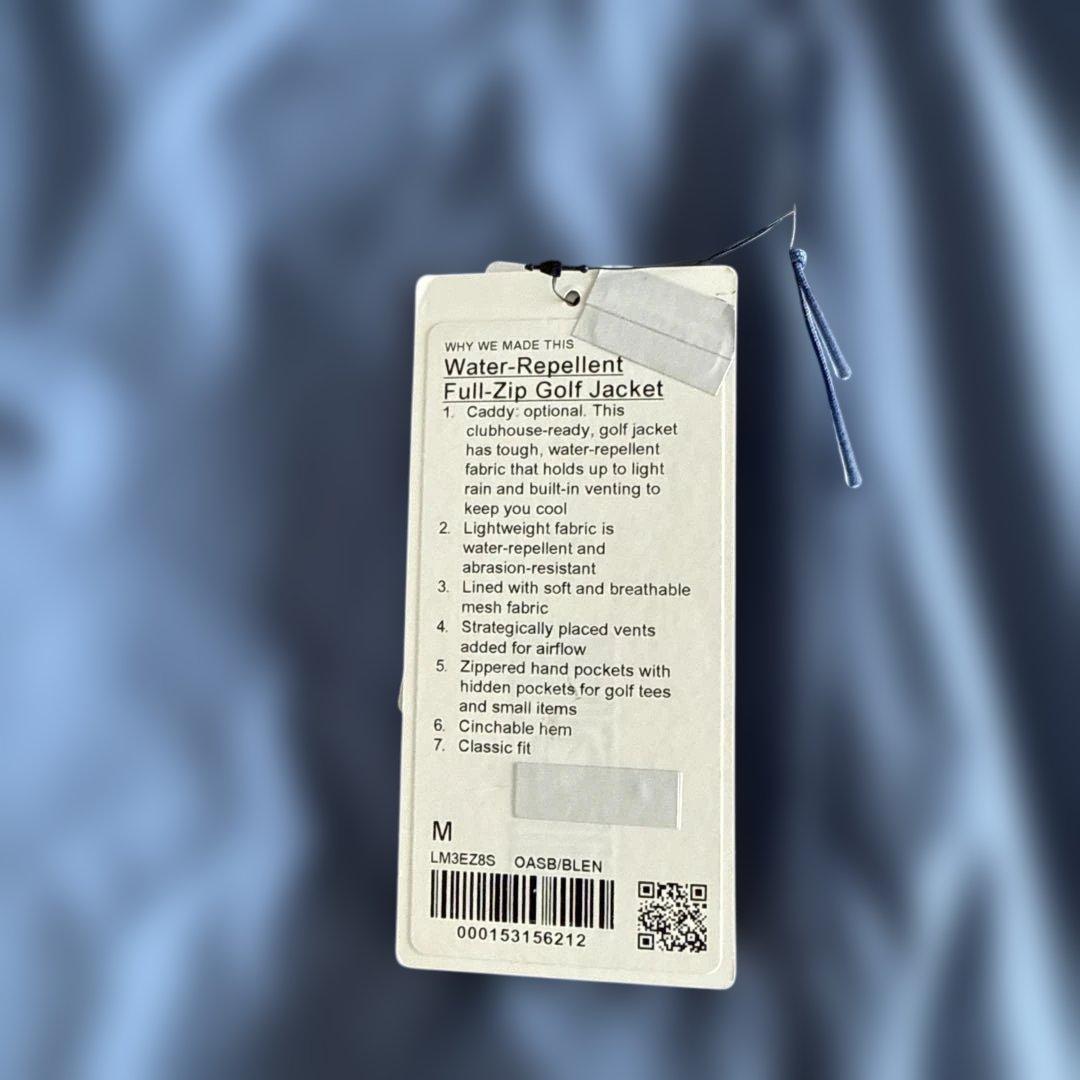 WHY WE MADE THIS
Water-Repellent
Full-Zip Golf Jacket
1. Caddy: optional. This
clubhouse-ready, golf jacket
has tough, water-repellent
fabric that holds up to light
rain and built-in venting to
keep you cool
2. Lightweight fabric is
water-repellent and
abrasion-resistant
3. Lined with soft and breathable
mesh fabric
4. Strategically placed vents
added for airflow
5. Zippered hand pockets with
hidden pockets for golf tees
and small items
6. Cinchable hem
7. Classic fit
M
LM3EZ8S OASB/BLEN
000153156212